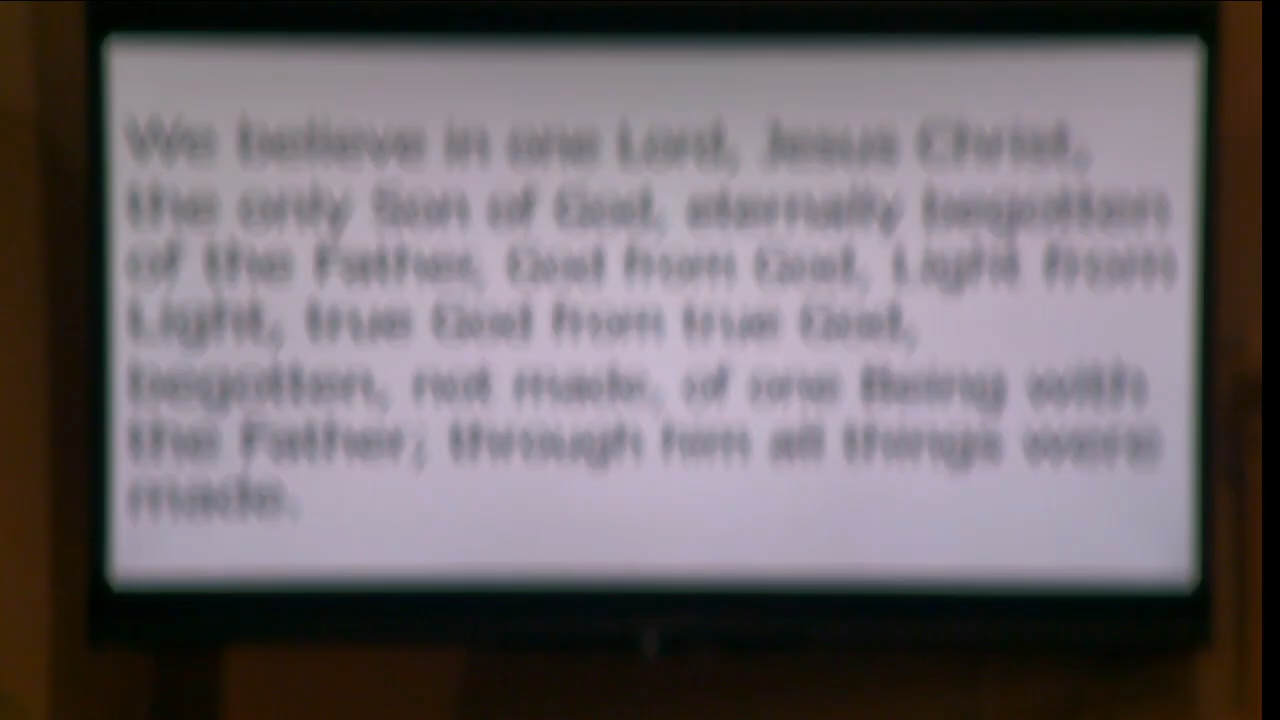 We believe in one Lord, Jesus Christ,
the only Son of God, eternally begotten
of the Father, God from God, Light from
Light, true God from true God,
begotten, not made, of one Being with
the Father; through him all things were
made.